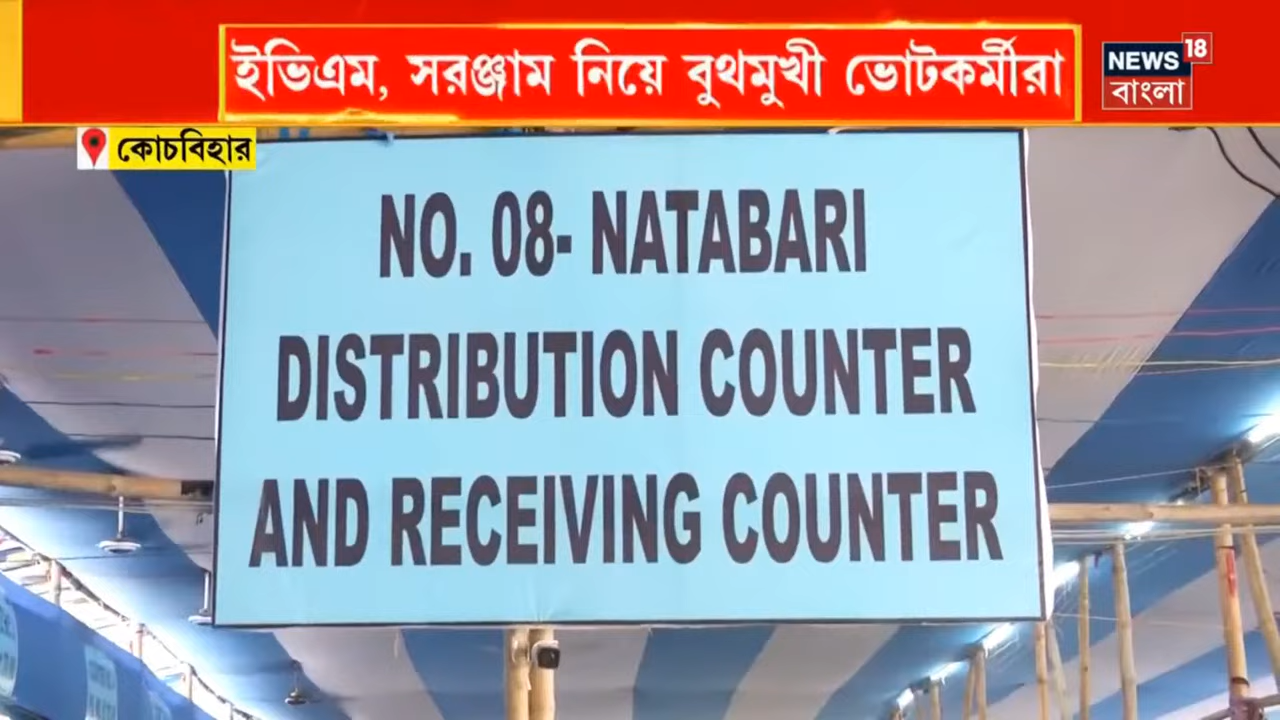 ইভিএম, সরঞ্জাম নিয়ে বুথমুখী ভোটকর্মীরা
NEWS 18
বাংলা
কোচবিহার
NO. 08- NATABARI
DISTRIBUTION COUNTER
AND RECEIVING COUNTER